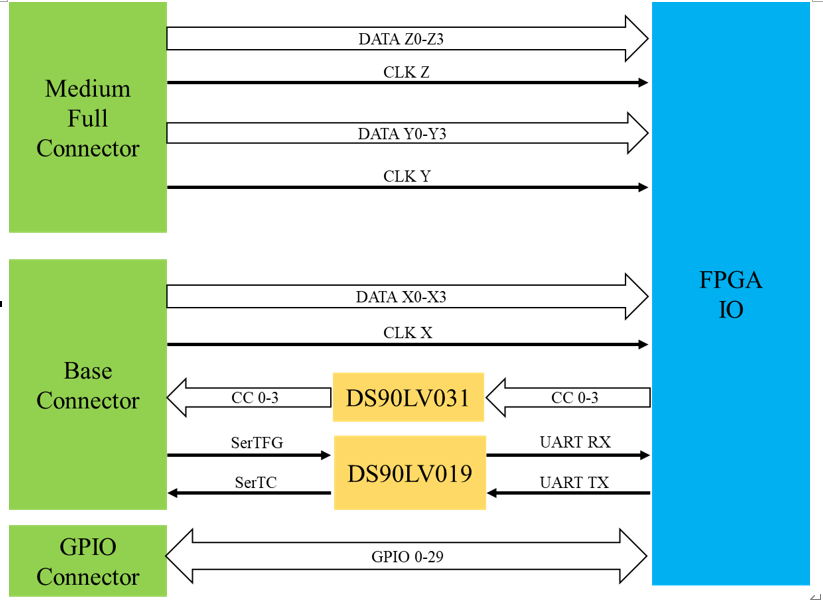 DATA Z0-Z3
CLK Z
Medium
Full
Connector
DATA Y0-Y3
CLK Y
FPGA
IO
DATA X0-X3
CLK X
Base
Connector
CC 0-3
DS90LV031
CC 0-3
SerTFG
UART RX
DS90LV019
SerTC
UART TX
GPIO
Connector
GPIO 0-29